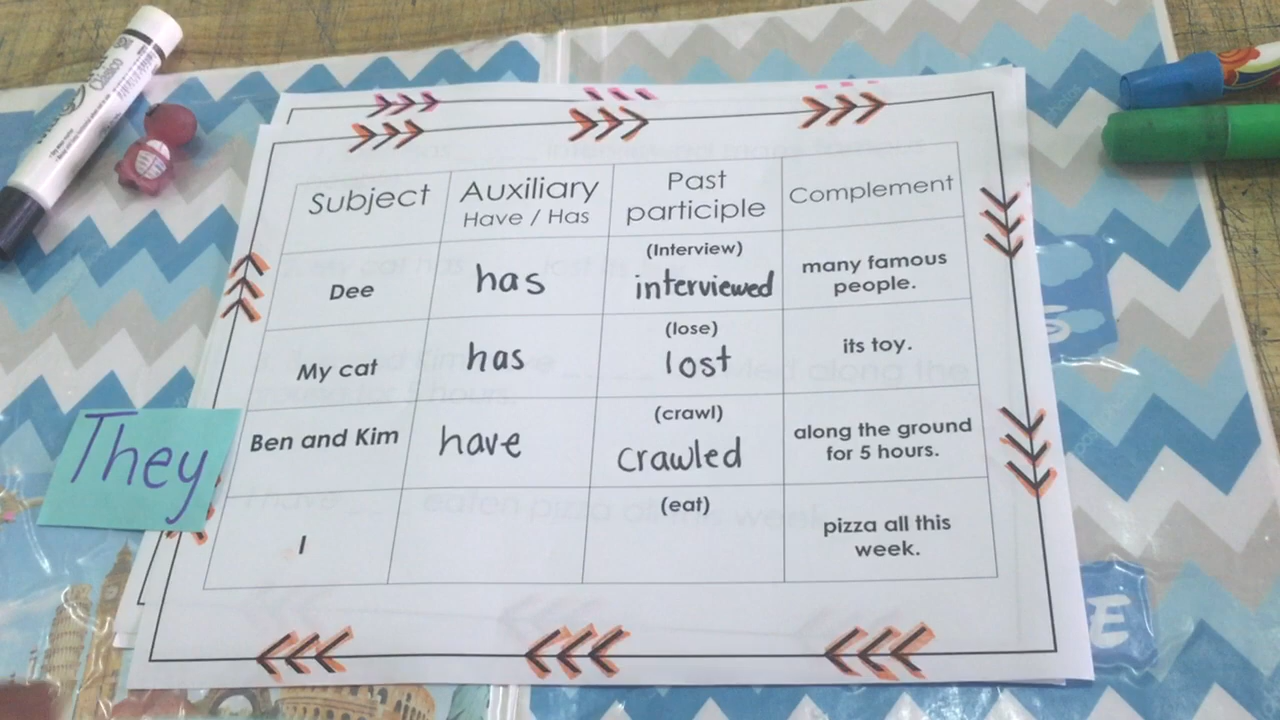 Subject
Auxiliary
Have / Has
Past
participle
Complement
Dee
has
(Interview)
interviewed
many famous
people.
My cat
has
(lose)
lost
its toy.
Ben and Kim
have
(crawl)
crawled
along the ground
for 5 hours.
They
I
(eat)
pizza all this
week.
E